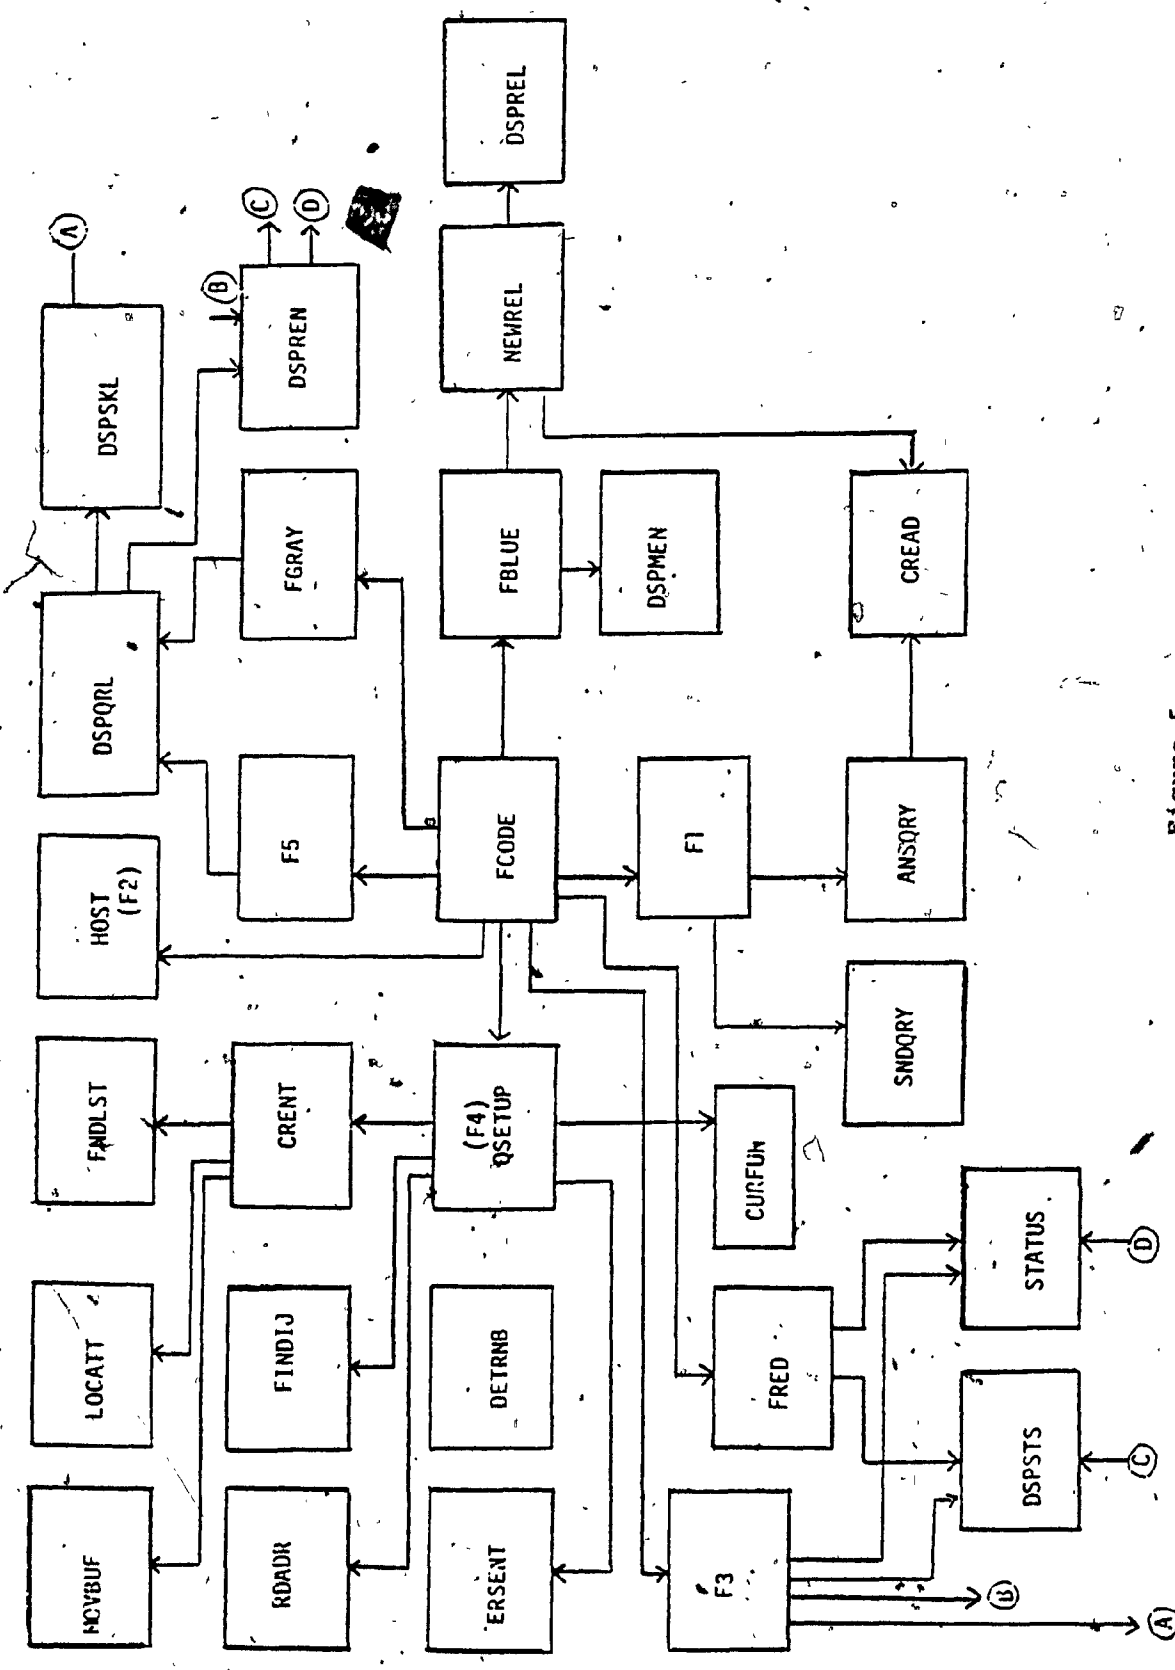 MOVBUF
LOCATT
FNDLST
HOST
(F2)
DSPQRL
DSPSKL
A
RDADR
FINDIJ
CRENT
F5
FGRAY
B
DSPREN
C
D
ERSENT
DETRNB
(F4)
QSETUP
FCODE
FBLUE
NEWREL
DSPREL
F3
FRED
CURFUN
F1
DSPMEN
DSPSTS
STATUS
SNDQRY
ANSQRY
CREAD
B
A
C
D